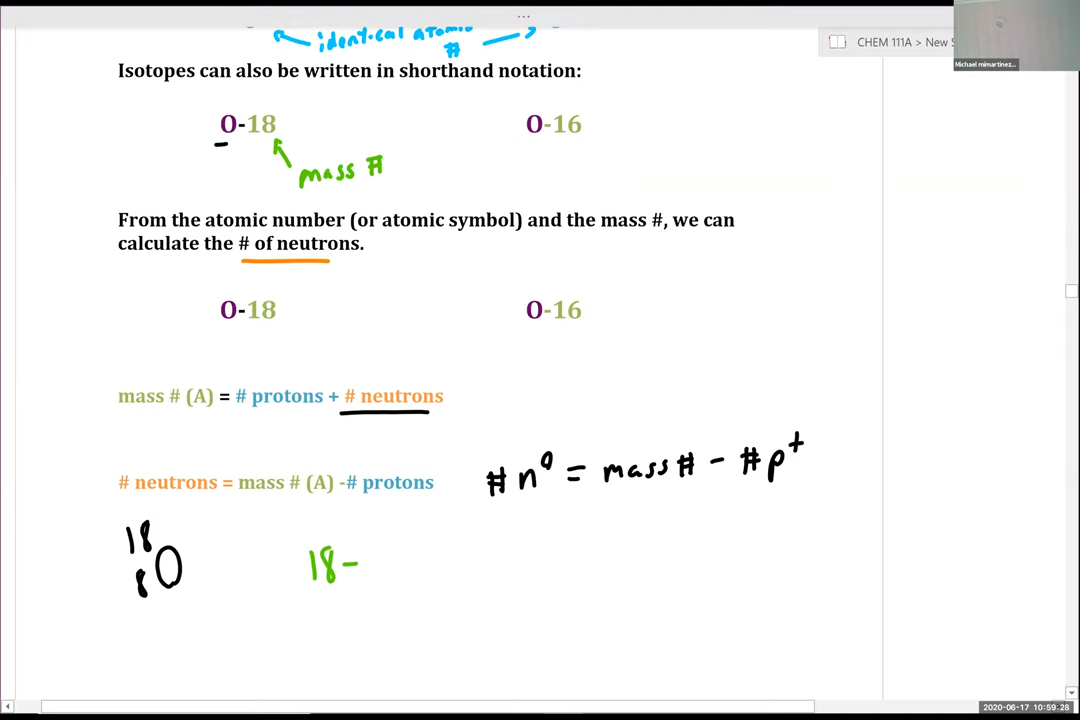 identical atomic
#
CHEM 111A > New S
Michael mimartinez...
Isotopes can also be written in shorthand notation:
O-18 O-16
mass #
From the atomic number (or atomic symbol) and the mass #, we can
calculate the # of neutrons.
O-18 O-16
mass # (A) = # protons + # neutrons
# neutrons = mass # (A) -# protons
# n⁰ = mass # - # p⁺
18
8 O
18 -
2020-06-17 10:59:28